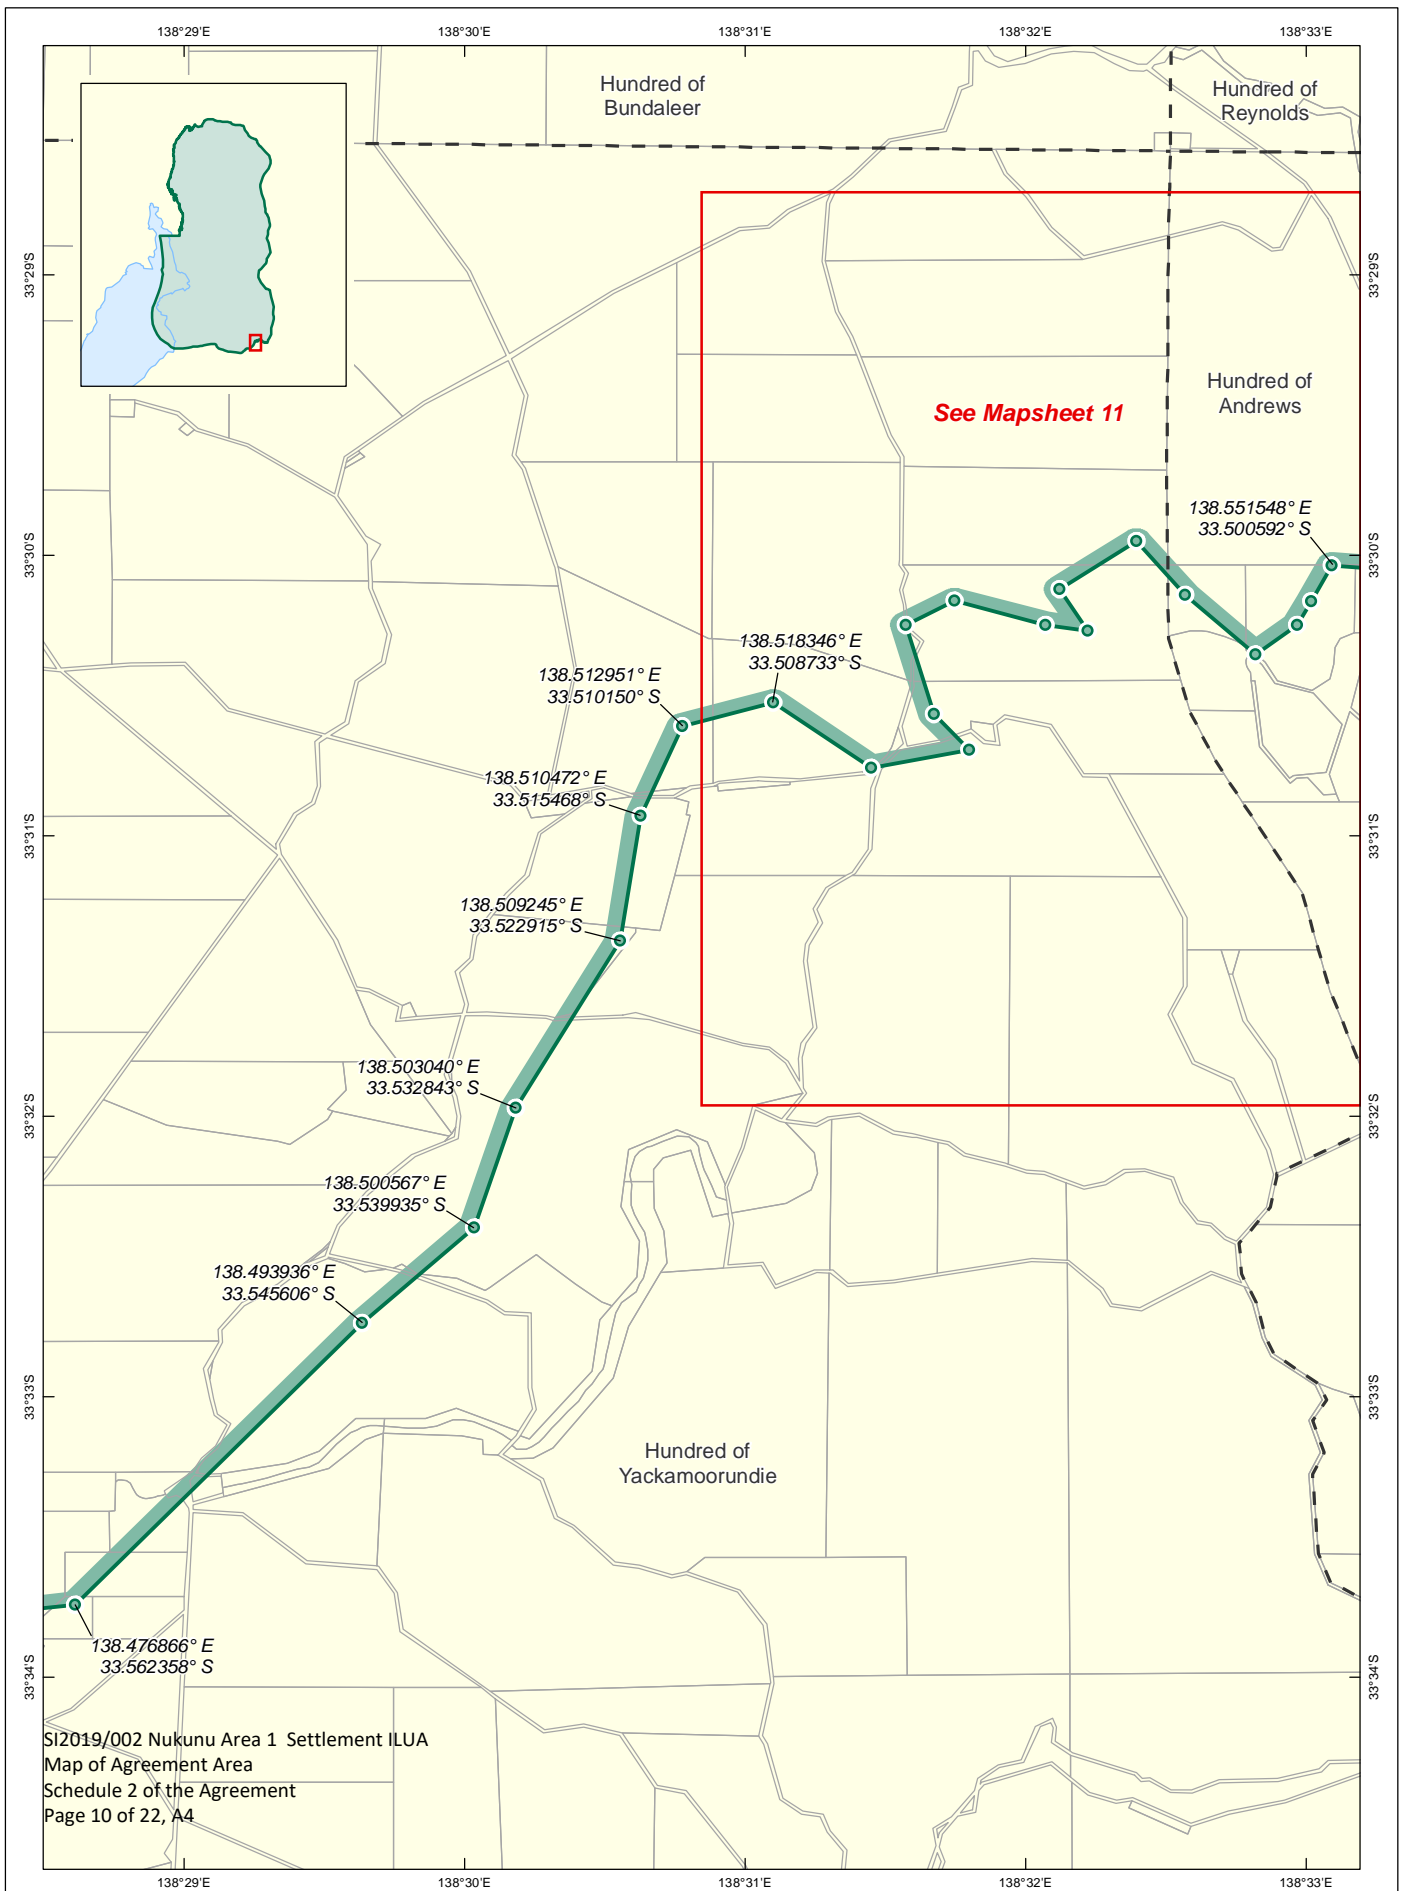 138°29'E
138°30'E
138°31'E
138°32'E
138°33'E
Hundred of
Bundaleer
Hundred of
Reynolds
33°29'S
33°29'S
Hundred of
Andrews
See Mapsheet 11
138.551548° E
33.500592° S
33°30'S
33°30'S
138.518346° E
33.508733° S
138.512951° E
33.510150° S
138.510472° E
33.515468° S
33°31'S
33°31'S
138.509245° E
33.522915° S
138.503040° E
33.532843° S
33°32'S
33°32'S
138.500567° E
33.539935° S
138.493936° E
33.545606° S
33°33'S
33°33'S
Hundred of
Yackamoorundie
138.476866° E
33.562358° S
33°34'S
33°34'S
SI2019/002 Nukunu Area 1 Settlement ILUA
Map of Agreement Area
Schedule 2 of the Agreement
Page 10 of 22, A4
138°29'E
138°30'E
138°31'E
138°32'E
138°33'E